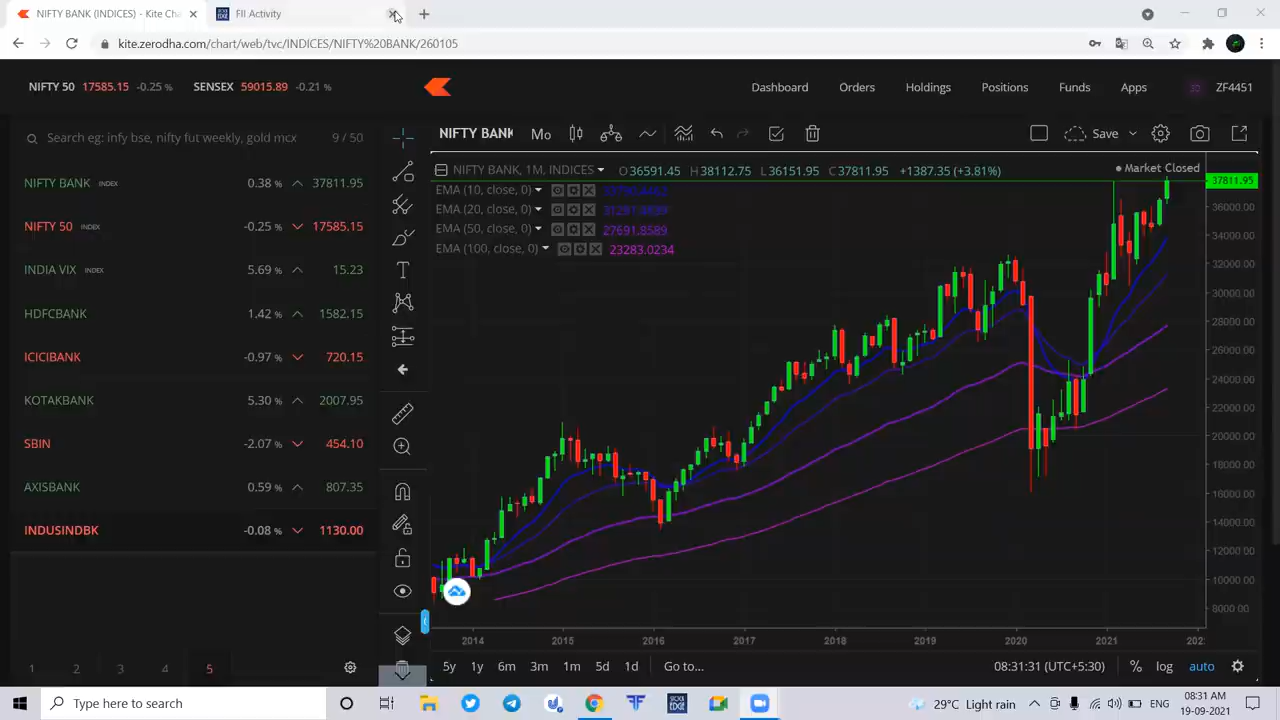 NIFTY BANK (INDICES) - Kite Cha
FII Activity
kite.zerodha.com/chart/web/tvc/INDICES/NIFTY%20BANK/260105
NIFTY 50 17585.15 -0.25 % SENSEX 59015.89 -0.21 %
Dashboard Orders Holdings Positions Funds Apps ZF4451
Search eg: infy bse, nifty fut weekly, gold mcx 9 / 50
NIFTY BANK Mo Save
NIFTY BANK, 1M, INDICES O36591.45 H38112.75 L36151.95 C37811.95 +1387.35 (+3.81%) Market Closed
NIFTY BANK INDEX 0.38 % 37811.95
NIFTY 50 INDEX -0.25 % 17585.15
INDIA VIX INDEX 5.69 % 15.23
HDFCBANK 1.42 % 1582.15
ICICIBANK -0.97 % 720.15
KOTAKBANK 5.30 % 2007.95
SBIN -2.07 % 454.10
AXISBANK 0.59 % 807.35
INDUSINDBK -0.08 % 1130.00
EMA (10, close, 0)
EMA (20, close, 0)
EMA (50, close, 0) 27691.8589
EMA (100, close, 0) 23283.0234
37811.95
36000.00
34000.00
32000.00
30000.00
28000.00
26000.00
24000.00
22000.00
20000.00
18000.00
16000.00
14000.00
12000.00
10000.00
8000.00
2014 2015 2016 2017 2018 2019 2020 2021 202
1 2 3 4 5
5y 1y 6m 3m 1m 5d 1d Go to... 08:31:31 (UTC+5:30) % log auto
Type here to search
29°C Light rain ENG
08:31 AM
19-09-2021